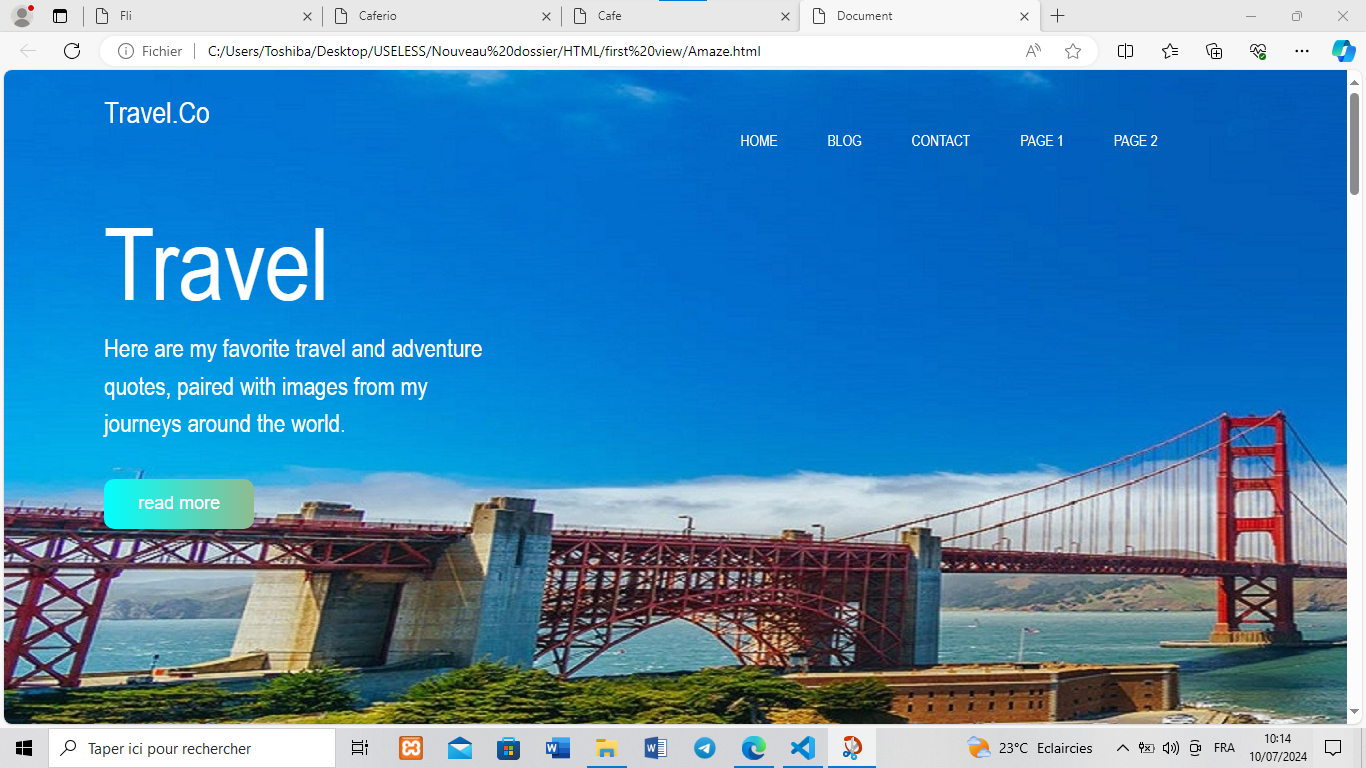 Fli
Caferio
Cafe
Document
Fichier
C:/Users/Toshiba/Desktop/USELESS/Nouveau%20dossier/HTML/first%20view/Amaze.html
Travel.Co
HOME
BLOG
CONTACT
PAGE 1
PAGE 2
Travel
Here are my favorite travel and adventure
quotes, paired with images from my
journeys around the world.
read more
Taper ici pour rechercher
23°C Eclaircies
FRA
10:14
10/07/2024